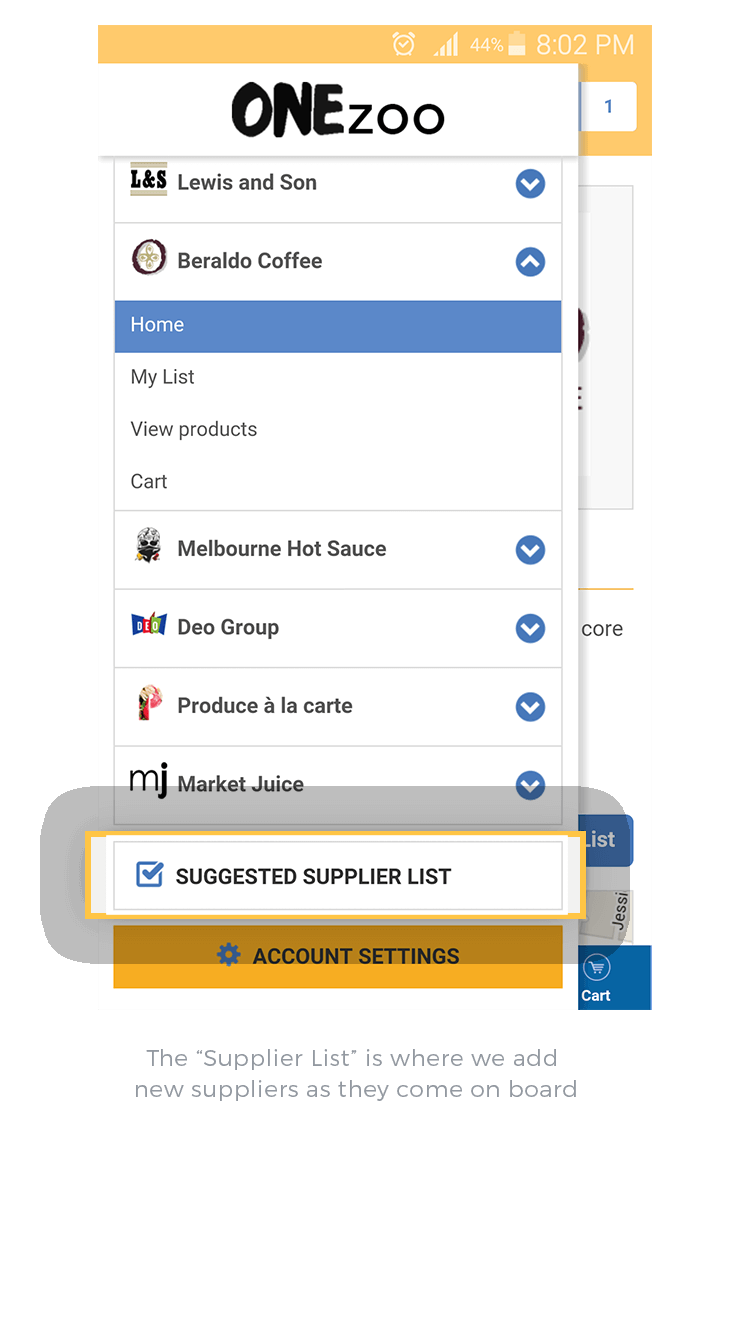 44% 8:02 PM
ONEzoo
1
L&S Lewis and Son
Beraldo Coffee
Home
My List
View products
Cart
E
Melbourne Hot Sauce
DEO Deo Group
core
Produce à la carte
mj Market Juice
List
SUGGESTED SUPPLIER LIST
Jessi
ACCOUNT SETTINGS
Cart
The “Supplier List” is where we add
new suppliers as they come on board